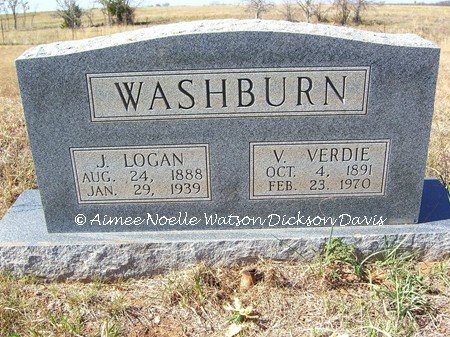 WASHBURN
J. LOGAN
AUG. 24, 1888
JAN. 29, 1939
V. VERDIE
OCT. 4, 1891
FEB. 23, 1970
© Aimee Noelle Watson Dickson Davis